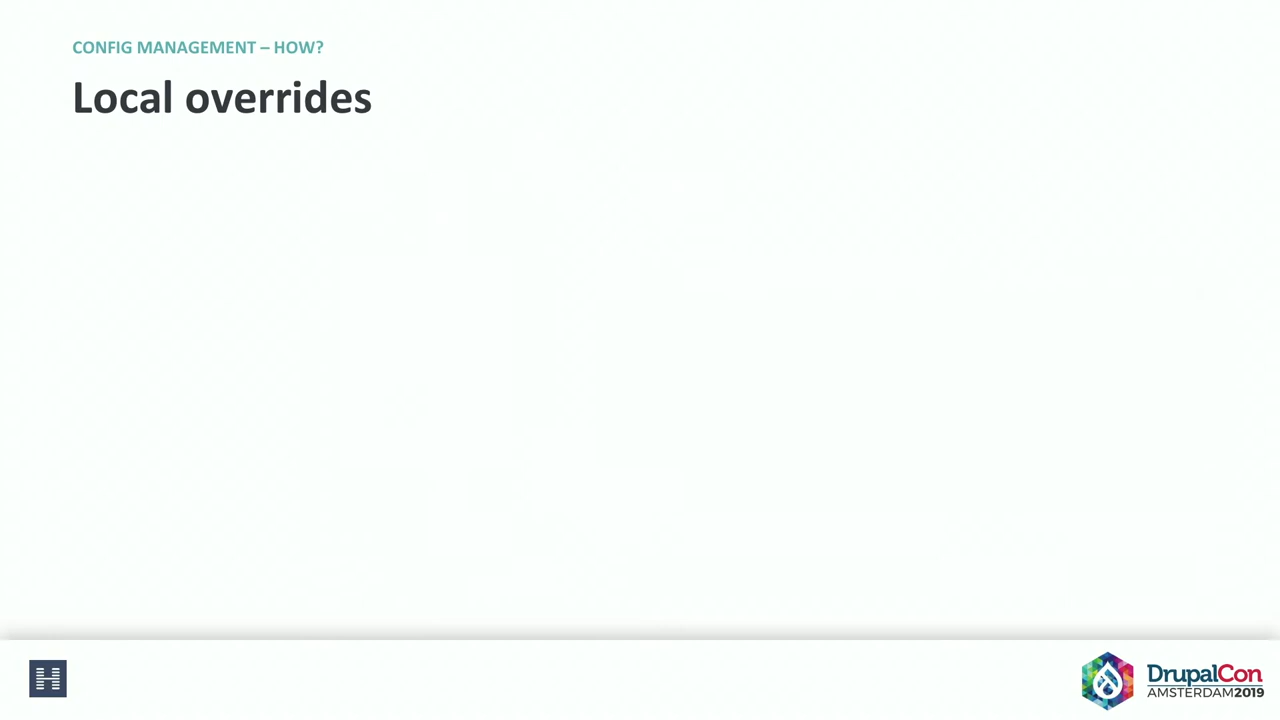 CONFIG MANAGEMENT – HOW?
Local overrides
H
DrupalCon
AMSTERDAM2019